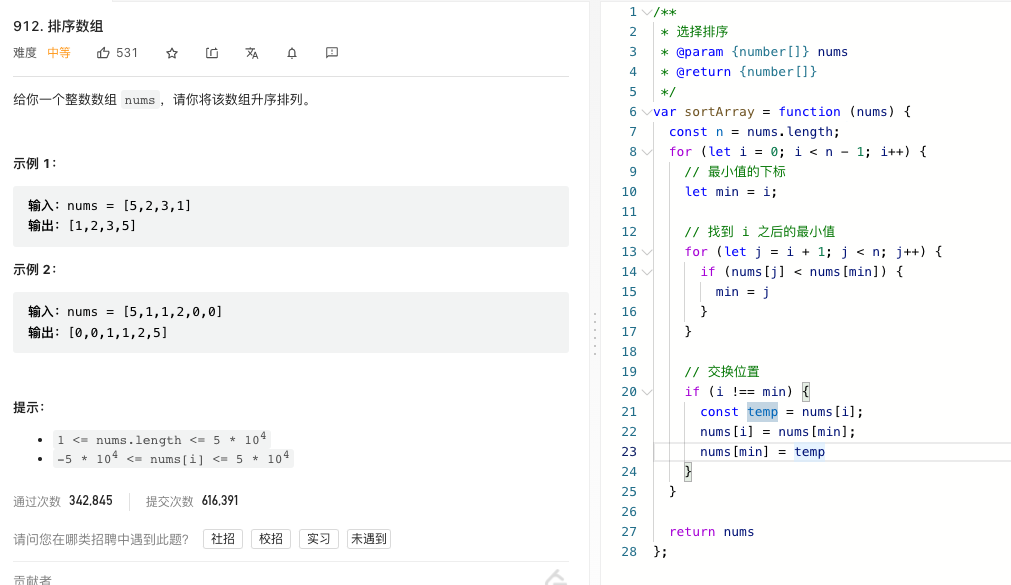 912. 排序数组
难度 中等 531
给你一个整数数组 nums，请你将该数组升序排列。
示例 1：
输入：nums = [5,2,3,1]
输出：[1,2,3,5]
示例 2：
输入：nums = [5,1,1,2,0,0]
输出：[0,0,1,1,2,5]
提示：
• 1 <= nums.length <= 5 * 10⁴
• -5 * 10⁴ <= nums[i] <= 5 * 10⁴
通过次数 342,845 提交次数 616,391
请问您在哪类招聘中遇到此题？ 社招 校招 实习 未遇到
贡献者
1 /**
2  * 选择排序
3  * @param {number[]} nums
4  * @return {number[]}
5  */
6 var sortArray = function (nums) {
7   const n = nums.length;
8   for (let i = 0; i < n - 1; i++) {
9     // 最小值的下标
10     let min = i;
11
12     // 找到 i 之后的最小值
13     for (let j = i + 1; j < n; j++) {
14       if (nums[j] < nums[min]) {
15         min = j
16       }
17     }
18
19     // 交换位置
20     if (i !== min) {
21       const temp = nums[i];
22       nums[i] = nums[min];
23       nums[min] = temp
24     }
25   }
26
27   return nums
28 };